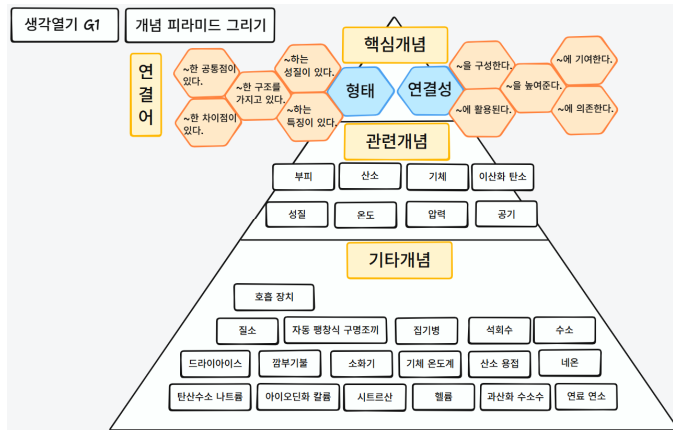 생각열기 G1
개념 피라미드 그리기
핵심개념
연
결
어
~한 공통점이
있다.
~한 차이점이
있다.
~한 구조를
가지고 있다.
~하는
성질이 있다.
~하는
특징이 있다.
형태
연결성
~을 구성한다.
~에 활용된다.
~을 높여준다.
~에 기여한다.
~에 의존한다.
관련개념
부피
산소
기체
이산화 탄소
성질
온도
압력
공기
기타개념
호흡 장치
질소
자동 팽창식 구명조끼
집기병
석회수
수소
드라이아이스
깜부기불
소화기
기체 온도계
산소 용접
네온
탄산수소 나트륨
아이오딘화 칼륨
시트르산
헬륨
과산화 수소수
연료 연소